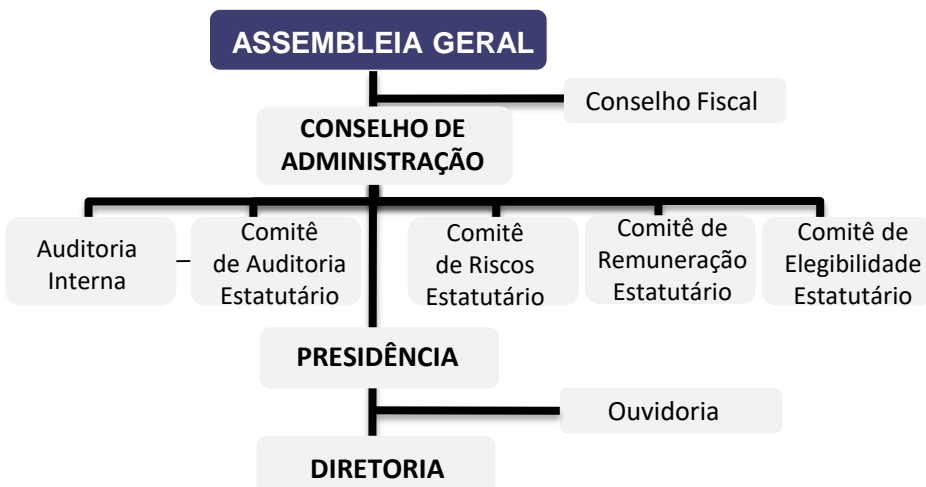 ASSEMBLEIA GERAL
Conselho Fiscal
CONSELHO DE
ADMINISTRAÇÃO
Auditoria
Interna
Comitê
de Auditoria
Estatutário
Comitê
de Riscos
Estatutário
Comitê de
Remuneração
Estatutário
Comitê de
Elegibilidade
Estatutário
PRESIDÊNCIA
Ouvidoria
DIRETORIA